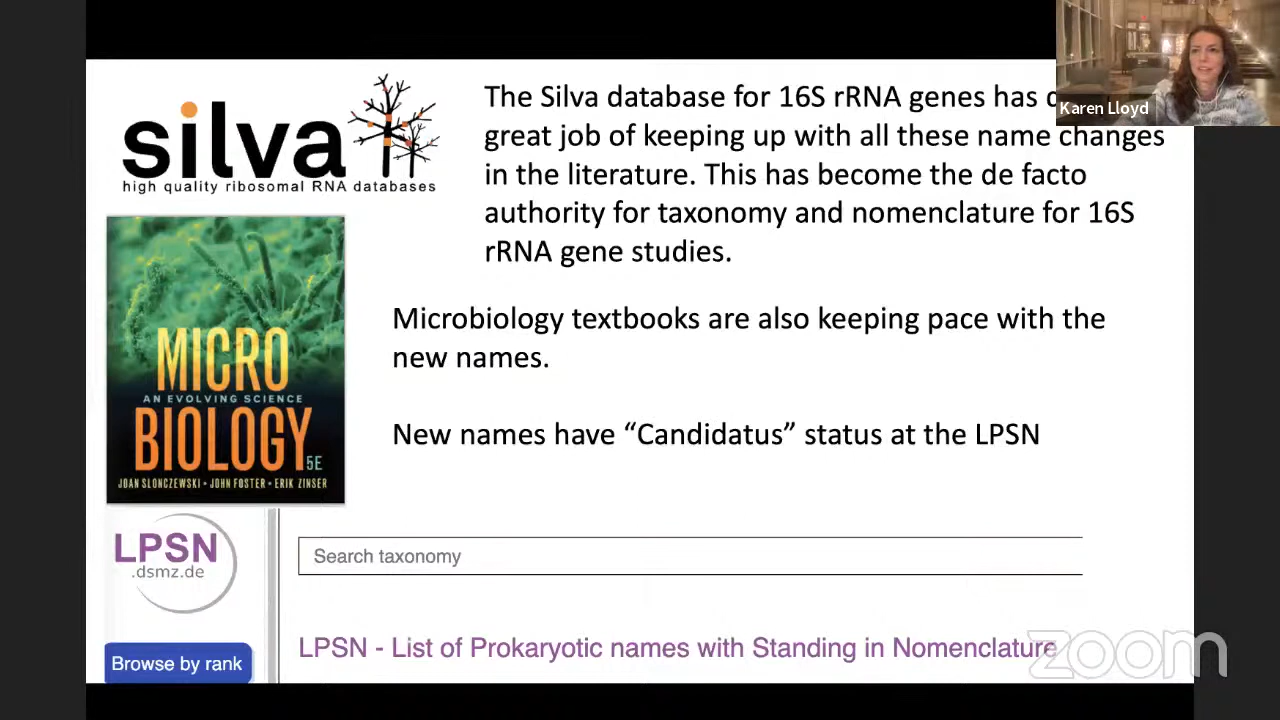 Karen Lloyd
silva
high quality ribosomal RNA databases
The Silva database for 16S rRNA genes has
great job of keeping up with all these name changes
in the literature. This has become the de facto
authority for taxonomy and nomenclature for 16S
rRNA gene studies.
MICRO
AN EVOLVING SCIENCE
BIOLOGY
5E
JOAN SLONCZEWSKI • JOHN FOSTER • ERIK ZINSER
Microbiology textbooks are also keeping pace with the
new names.
New names have “Candidatus” status at the LPSN
LPSN
.dsmz.de
Search taxonomy
Browse by rank
LPSN - List of Prokaryotic names with Standing in Nomenclature
zoom